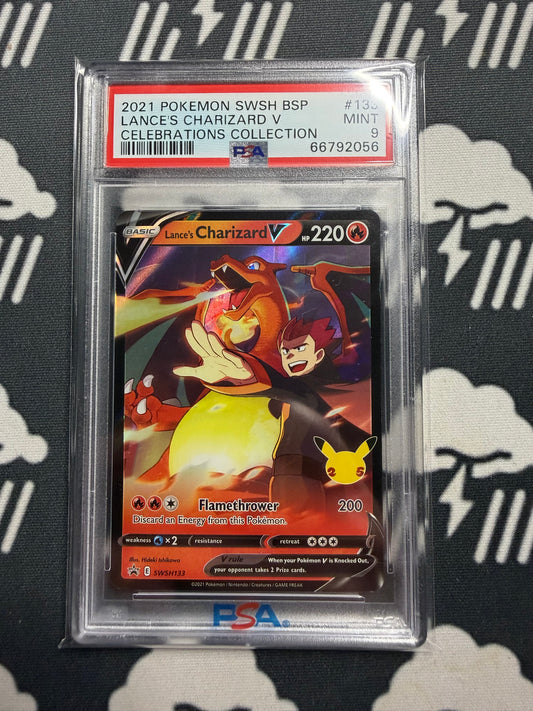 2021 POKEMON SWSH BSP #133
LANCE'S CHARIZARD V MINT
CELEBRATIONS COLLECTION 9
PSA 66792056
BASIC Lance's Charizard V HP 220
25
Flamethrower 200
Discard an Energy from this Pokémon.
weakness ×2 resistance retreat
Illus. Hideki Ishikawa
V rule When your Pokémon V is Knocked Out,
your opponent takes 2 Prize cards.
SWSH133
©2021 Pokémon / Nintendo / Creatures / GAME FREAK
PSA